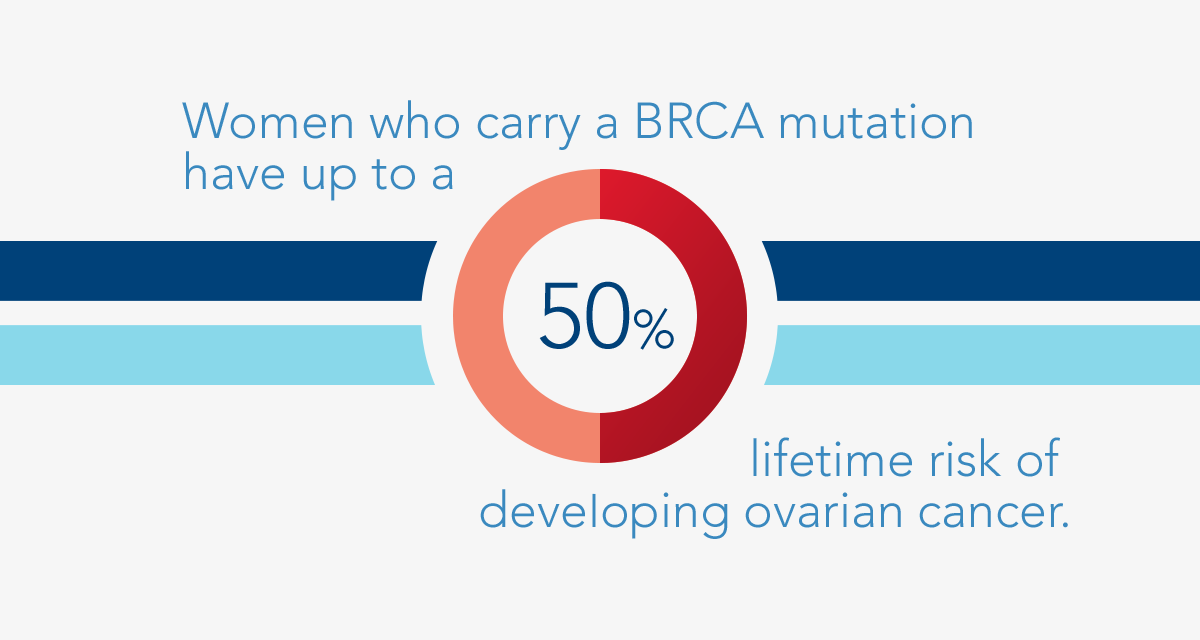 Women who carry a BRCA mutation
have up to a
50%
lifetime risk of
developing ovarian cancer.